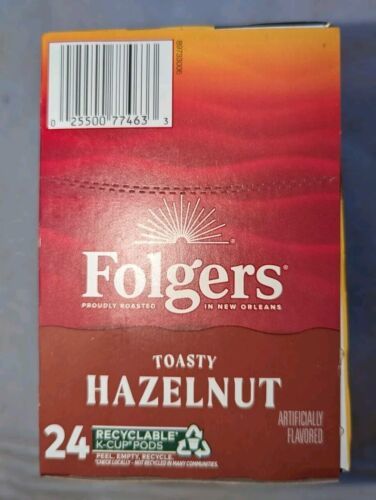 89733006
0 25500 77463 3
Folgers®
PROUDLY ROASTED IN NEW ORLEANS
TOASTY
HAZELNUT
ARTIFICIALLY
FLAVORED
24
RECYCLABLE*
K-CUP® PODS
PEEL, EMPTY, RECYCLE.
*CHECK LOCALLY - NOT RECYCLED IN MANY COMMUNITIES.